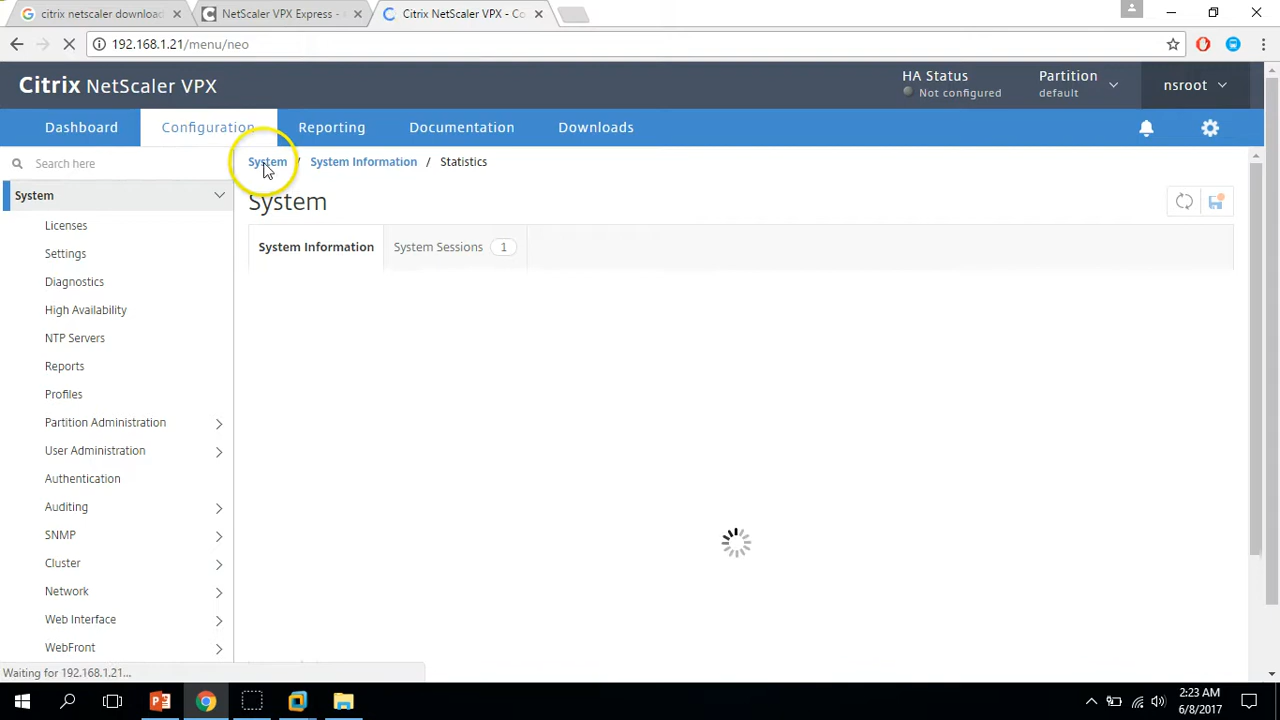 citrix netscaler download
NetScaler VPX Express -
Citrix NetScaler VPX - Co
192.168.1.21/menu/neo
Citrix NetScaler VPX
HA Status
Not configured
Partition
default
nsroot
Dashboard
Configuration
Reporting
Documentation
Downloads
Search here
System / System Information / Statistics
System
System
Licenses
Settings
Diagnostics
High Availability
NTP Servers
Reports
Profiles
Partition Administration
User Administration
Authentication
Auditing
SNMP
Cluster
Network
Web Interface
WebFront
System Information
System Sessions 1
Waiting for 192.168.1.21...
2:23 AM
6/8/2017